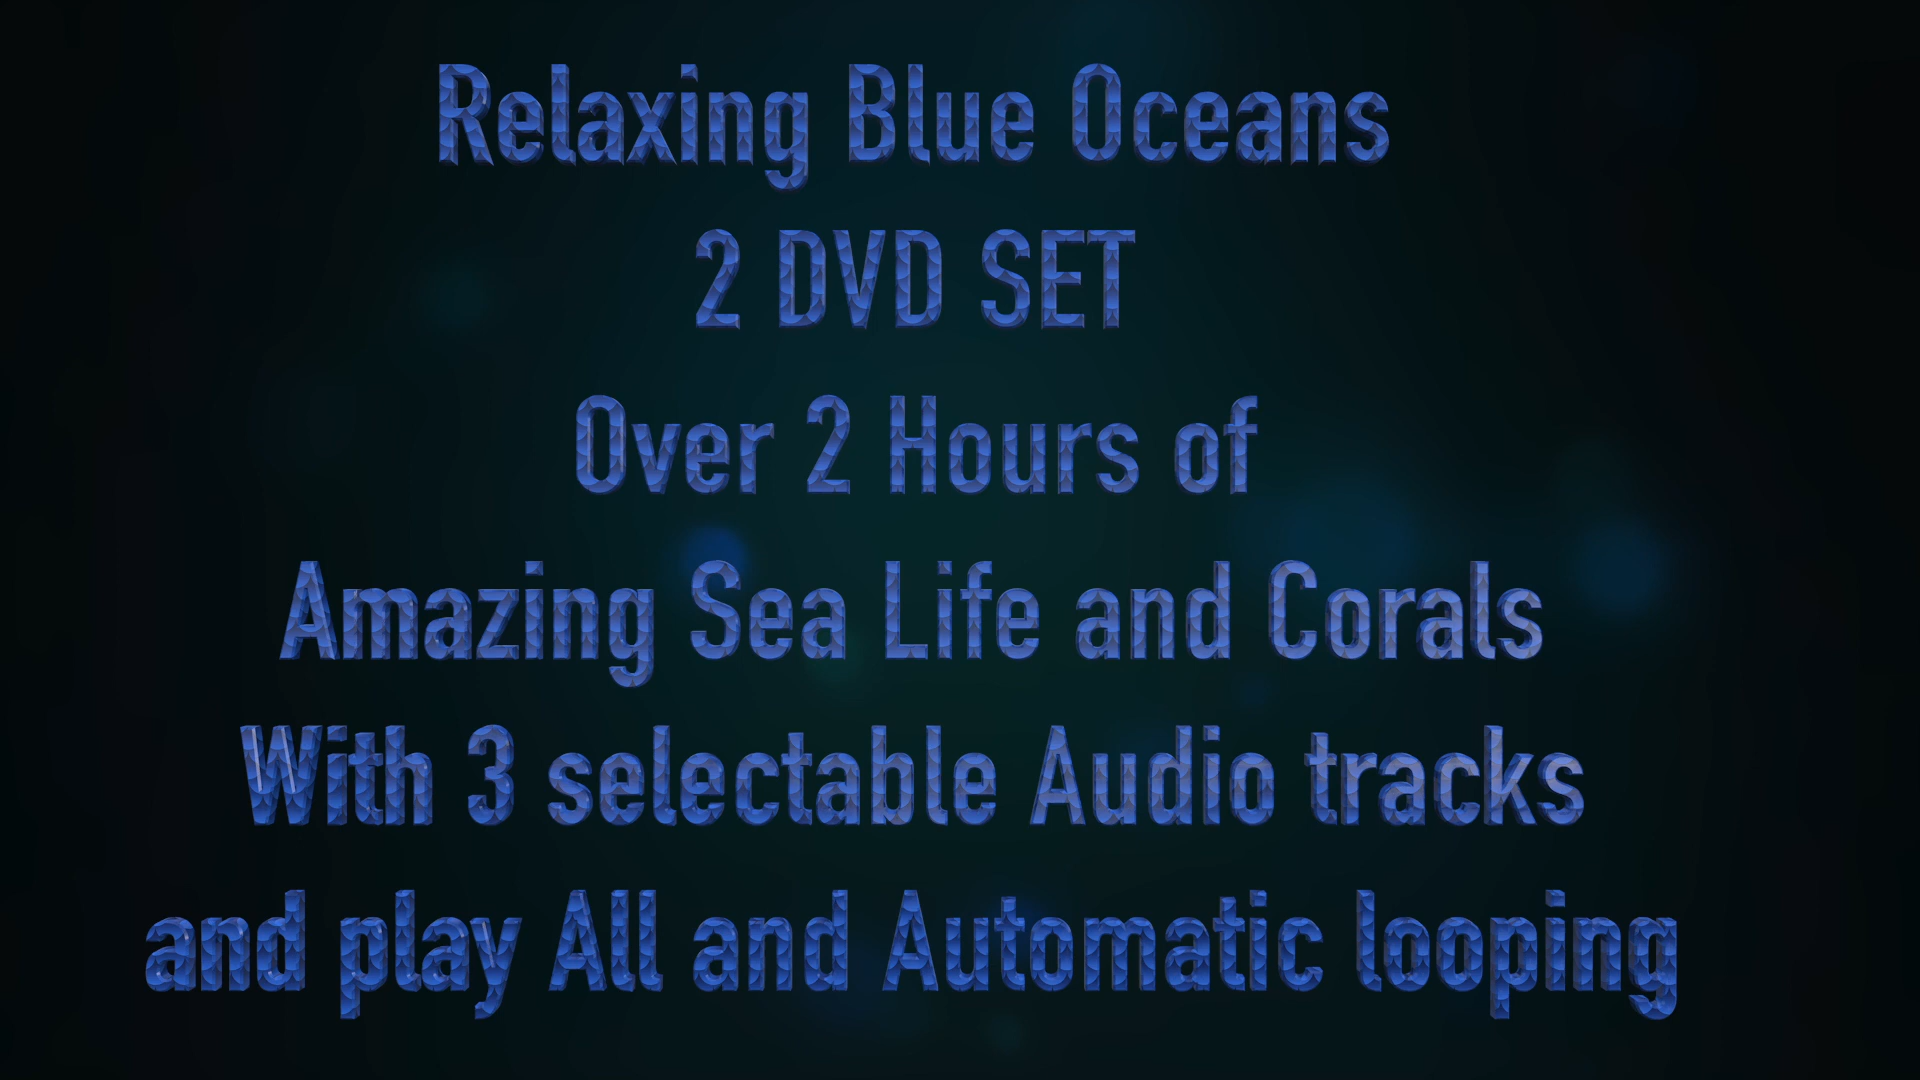 Relaxing Blue Oceans
2 DVD SET
Over 2 Hours of
Amazing Sea Life and Corals
With 3 selectable Audio tracks
and play All and Automatic looping